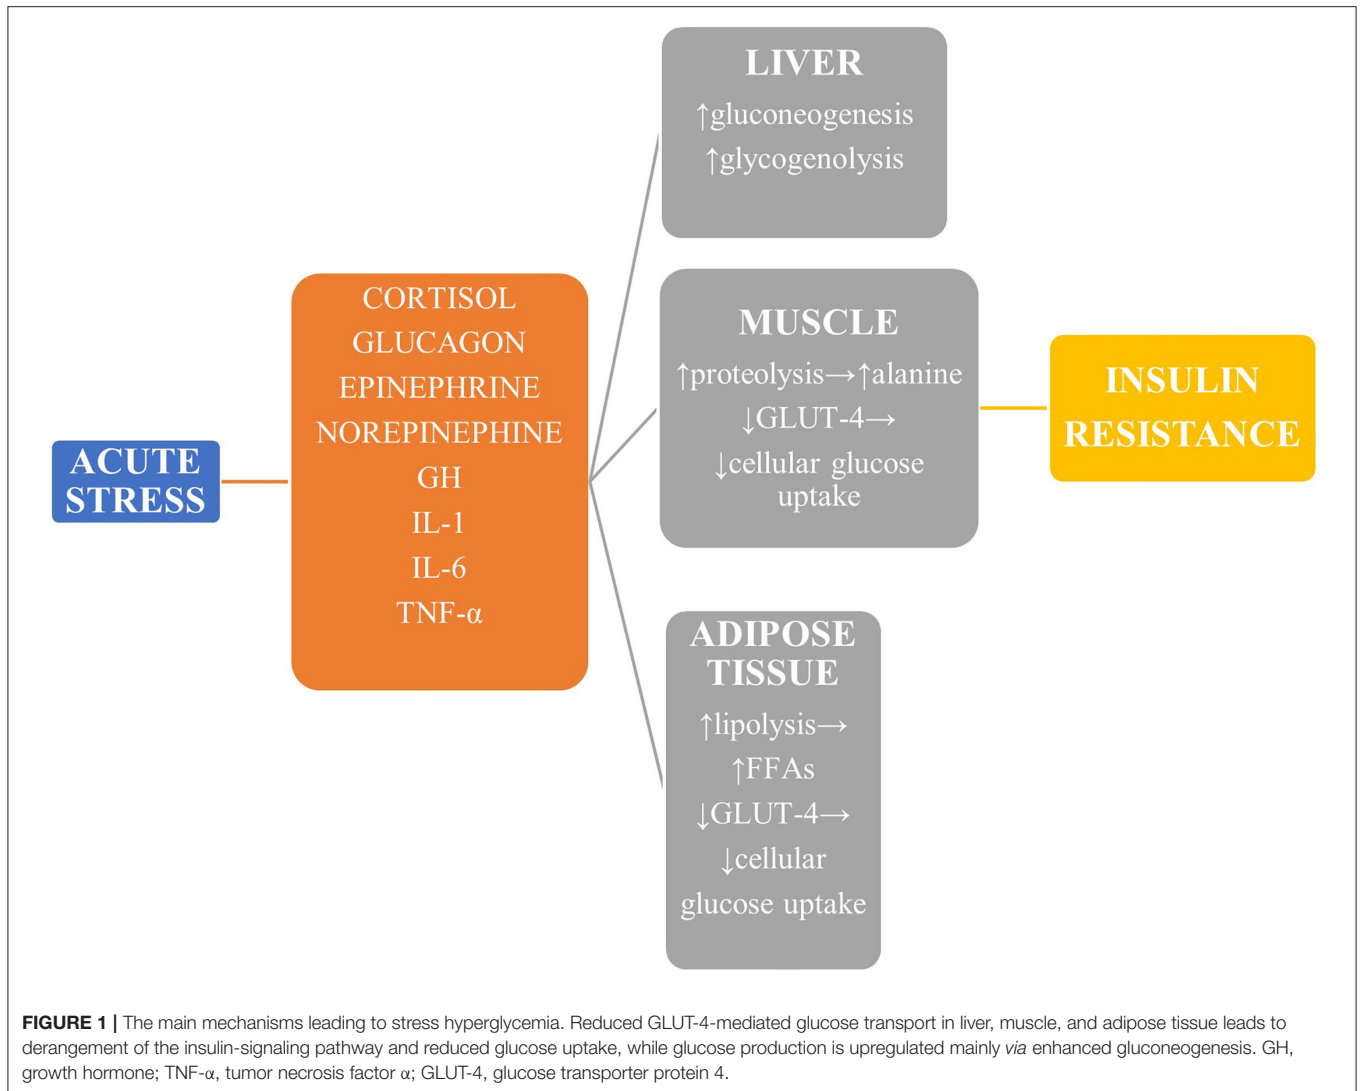 ACUTE
STRESS
CORTISOL
GLUCAGON
EPINEPHRINE
NOREPINEPHINE
GH
IL-1
IL-6
TNF-α
LIVER
↑gluconeogenesis
↑glycogenolysis
MUSCLE
↑proteolysis→↑alanine
↓GLUT-4→
↓cellular glucose
uptake
ADIPOSE
TISSUE
↑lipolysis→
↑FFAs
↓GLUT-4→
↓cellular
glucose uptake
INSULIN
RESISTANCE
FIGURE 1 | The main mechanisms leading to stress hyperglycemia. Reduced GLUT-4-mediated glucose transport in liver, muscle, and adipose tissue leads to
derangement of the insulin-signaling pathway and reduced glucose uptake, while glucose production is upregulated mainly via enhanced gluconeogenesis. GH,
growth hormone; TNF-α, tumor necrosis factor α; GLUT-4, glucose transporter protein 4.